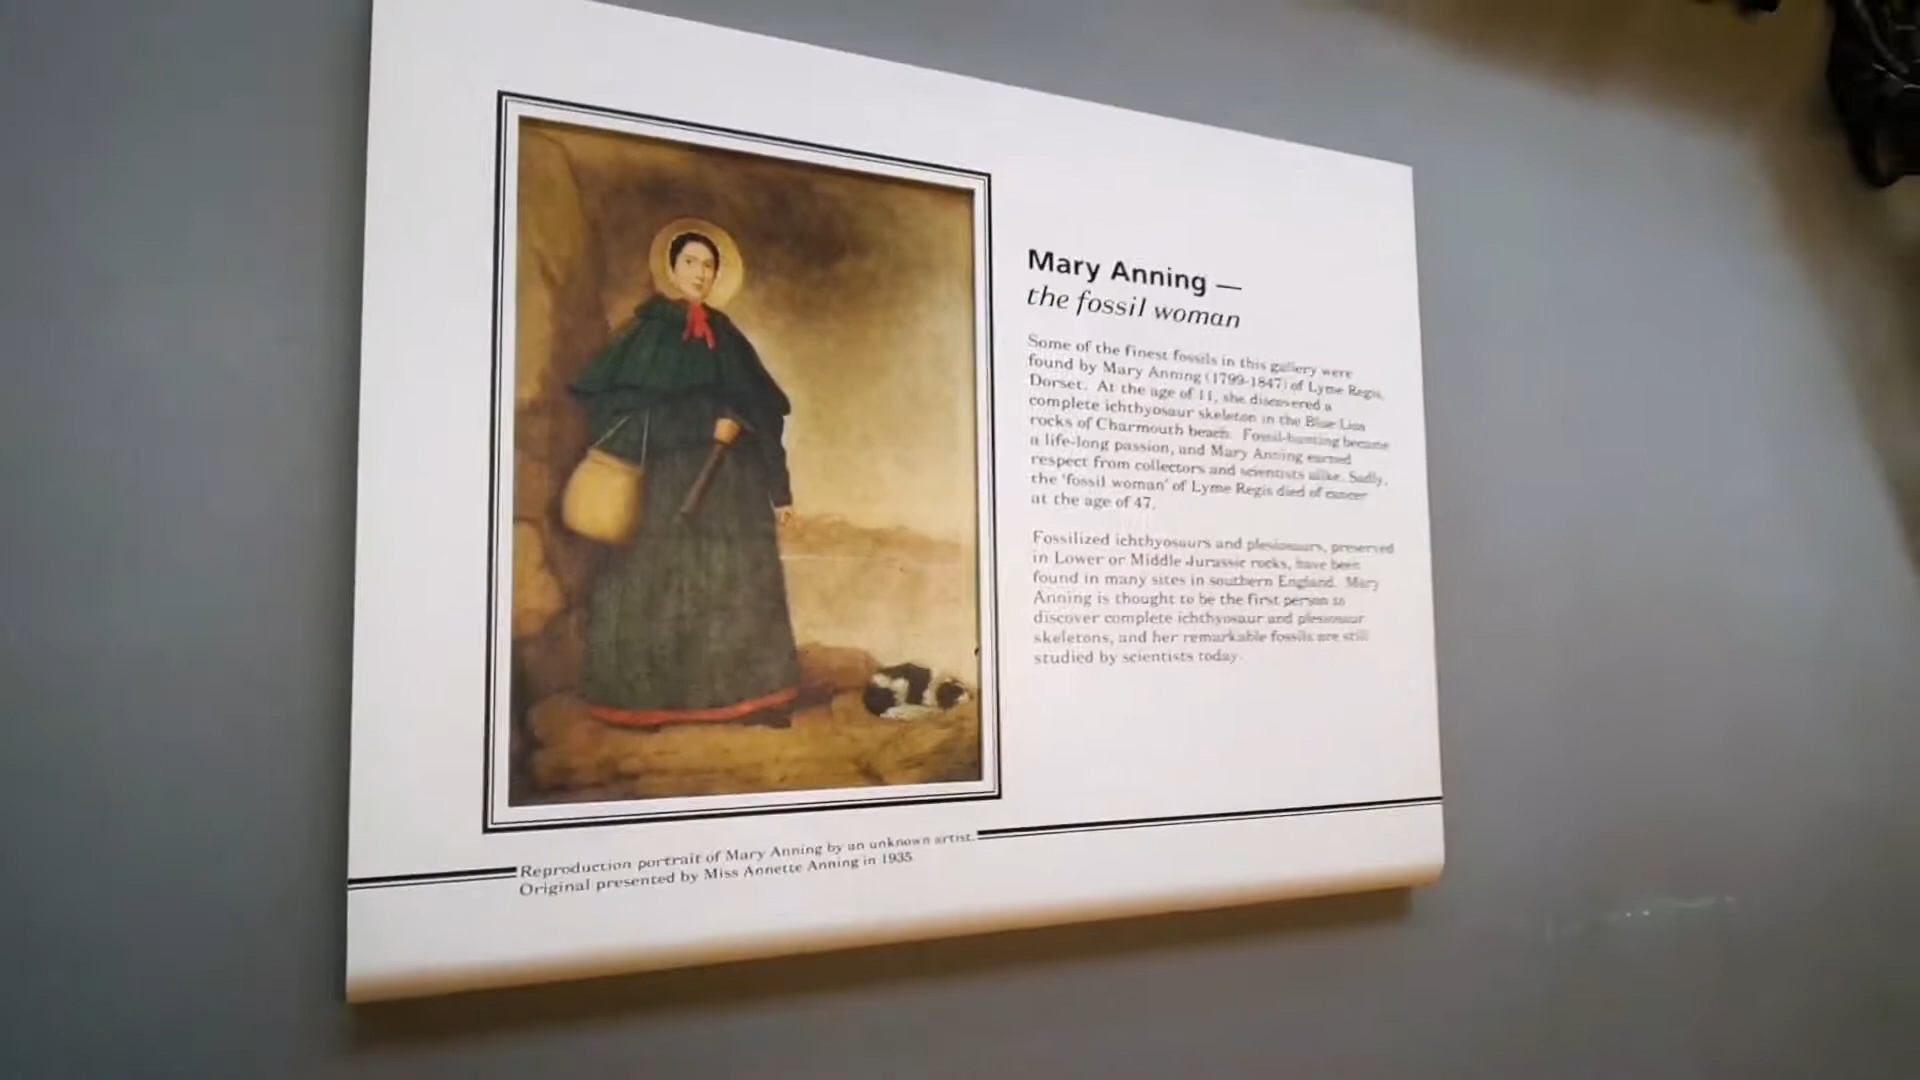 Mary Anning —
the fossil woman
Some of the finest fossils in this gallery were
found by Mary Anning (1799-1847) of Lyme Regis,
Dorset. At the age of 11, she discovered a
complete ichthyosaur skeleton in the Blue Lias
rocks of Charmouth beach. Fossil-hunting became
a life-long passion, and Mary Anning earned
respect from collectors and scientists alike. Sadly,
the 'fossil woman' of Lyme Regis died of cancer
at the age of 47.
Fossilized ichthyosaurs and plesiosaurs, preserved
in Lower or Middle Jurassic rocks, have been
found in many sites in southern England. Mary
Anning is thought to be the first person to
discover complete ichthyosaur and plesiosaur
skeletons, and her remarkable fossils are still
studied by scientists today.
Reproduction portrait of Mary Anning by an unknown artist.
Original presented by Miss Annette Anning in 1935